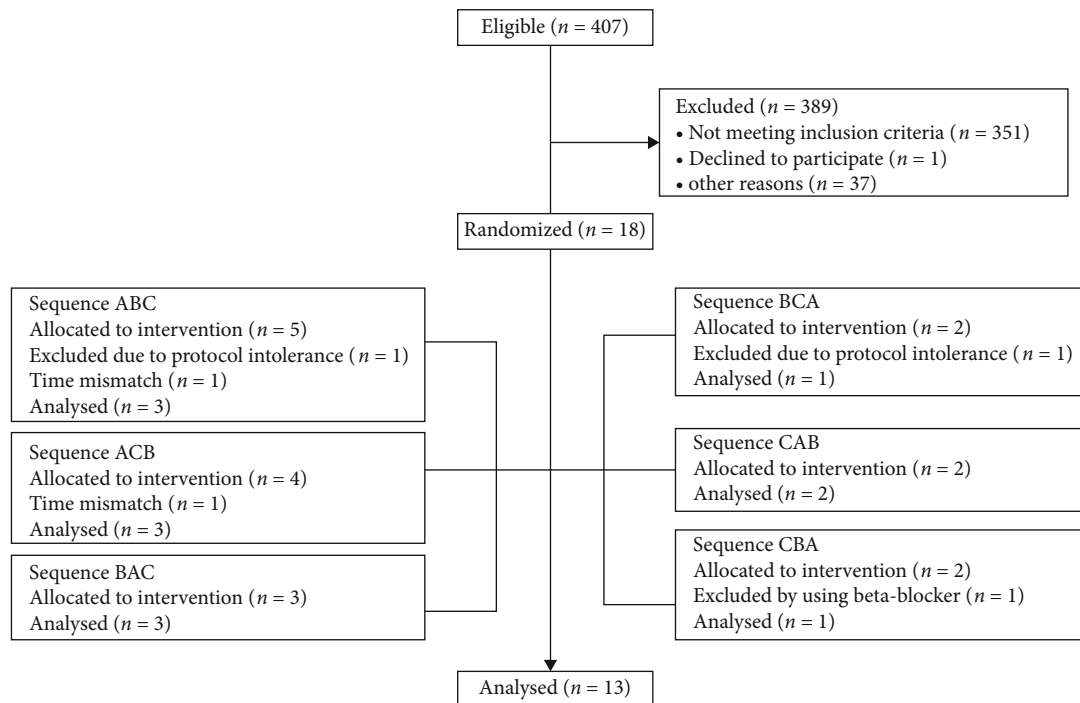 Eligible (n = 407)
Excluded (n = 389)
• Not meeting inclusion criteria (n = 351)
• Declined to participate (n = 1)
• other reasons (n = 37)
Randomized (n = 18)
Sequence ABC
Allocated to intervention (n = 5)
Excluded due to protocol intolerance (n = 1)
Time mismatch (n = 1)
Analysed (n = 3)
Sequence ACB
Allocated to intervention (n = 4)
Time mismatch (n = 1)
Analysed (n = 3)
Sequence BAC
Allocated to intervention (n = 3)
Analysed (n = 3)
Sequence BCA
Allocated to intervention (n = 2)
Excluded due to protocol intolerance (n = 1)
Analysed (n = 1)
Sequence CAB
Allocated to intervention (n = 2)
Analysed (n = 2)
Sequence CBA
Allocated to intervention (n = 2)
Excluded by using beta-blocker (n = 1)
Analysed (n = 1)
Analysed (n = 13)